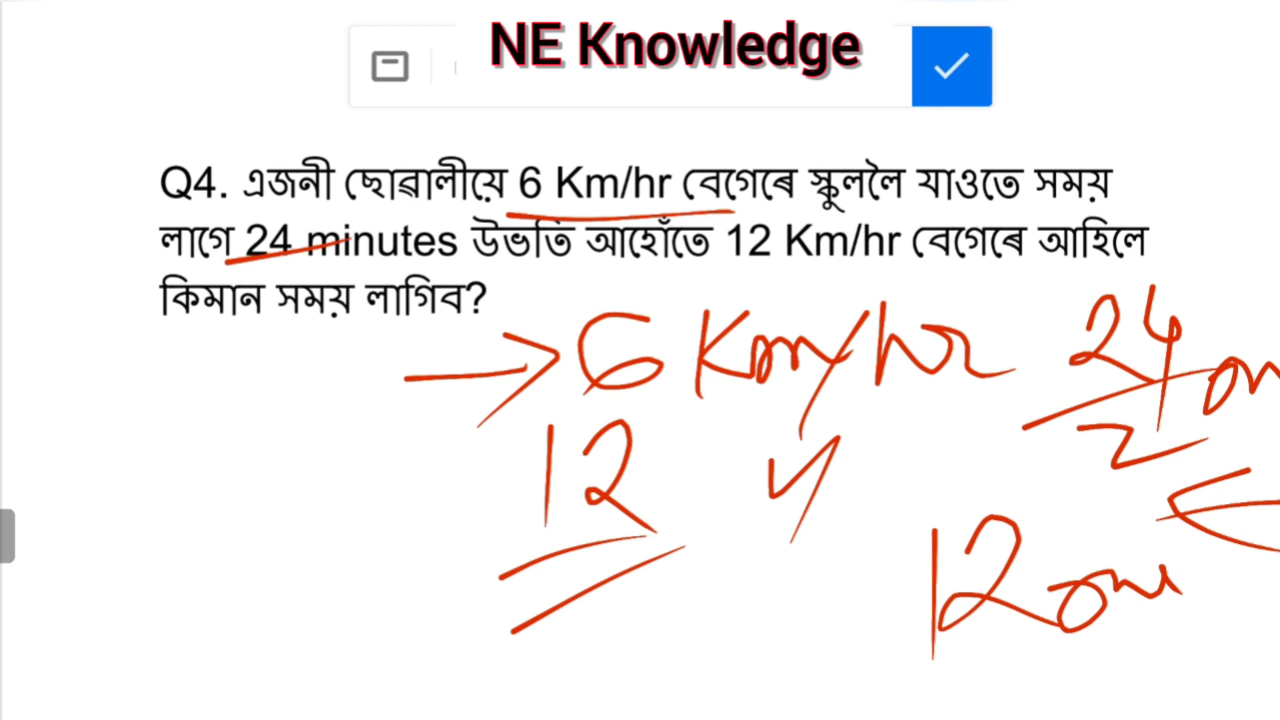 NE Knowledge
Q4. এজনী ছোৱালীয়ে 6 Km/hr বেগেৰে স্কুললৈ যাওতে সময়
লাগে 24 minutes উভতি আহোঁতে 12 Km/hr বেগেৰে আহিলে
কিমান সময় লাগিব?
6 Km/hr 24
12 2
12